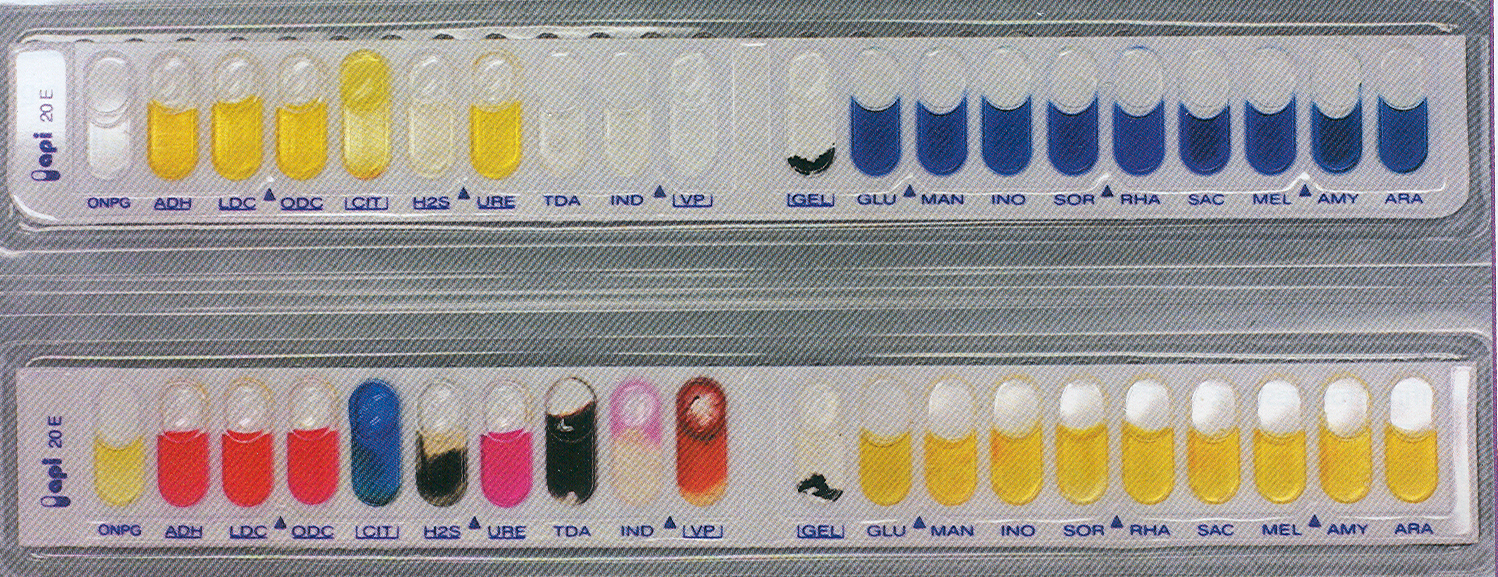 api 20 E
ONPG ADH LDC ODC CIT H2S URE TDA IND VP GEL GLU MAN INO SOR RHA SAC MEL AMY ARA
api 20 E
ONPG ADH LDC ODC CIT H2S URE TDA IND VP GEL GLU MAN INO SOR RHA SAC MEL AMY ARA